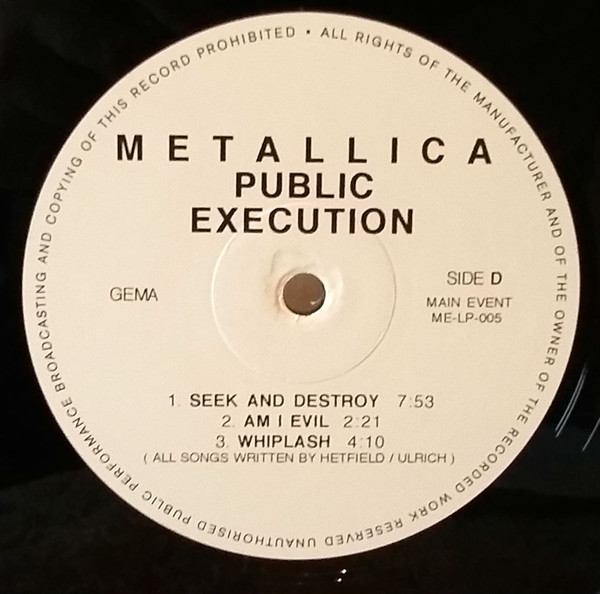 ALL RIGHTS OF THE MANUFACTURER AND OF THE OWNER OF THE RECORDED WORK RESERVED UNAUTHORISED PUBLIC PERFORMANCE BROADCASTING AND COPYING OF THIS RECORD PROHIBITED •
METALLICA
PUBLIC
EXECUTION
GEMA
SIDE D
MAIN EVENT
ME-LP-005
1. SEEK AND DESTROY 7:53
2. AM I EVIL 2:21
3. WHIPLASH 4:10
( ALL SONGS WRITTEN BY HETFIELD / ULRICH )